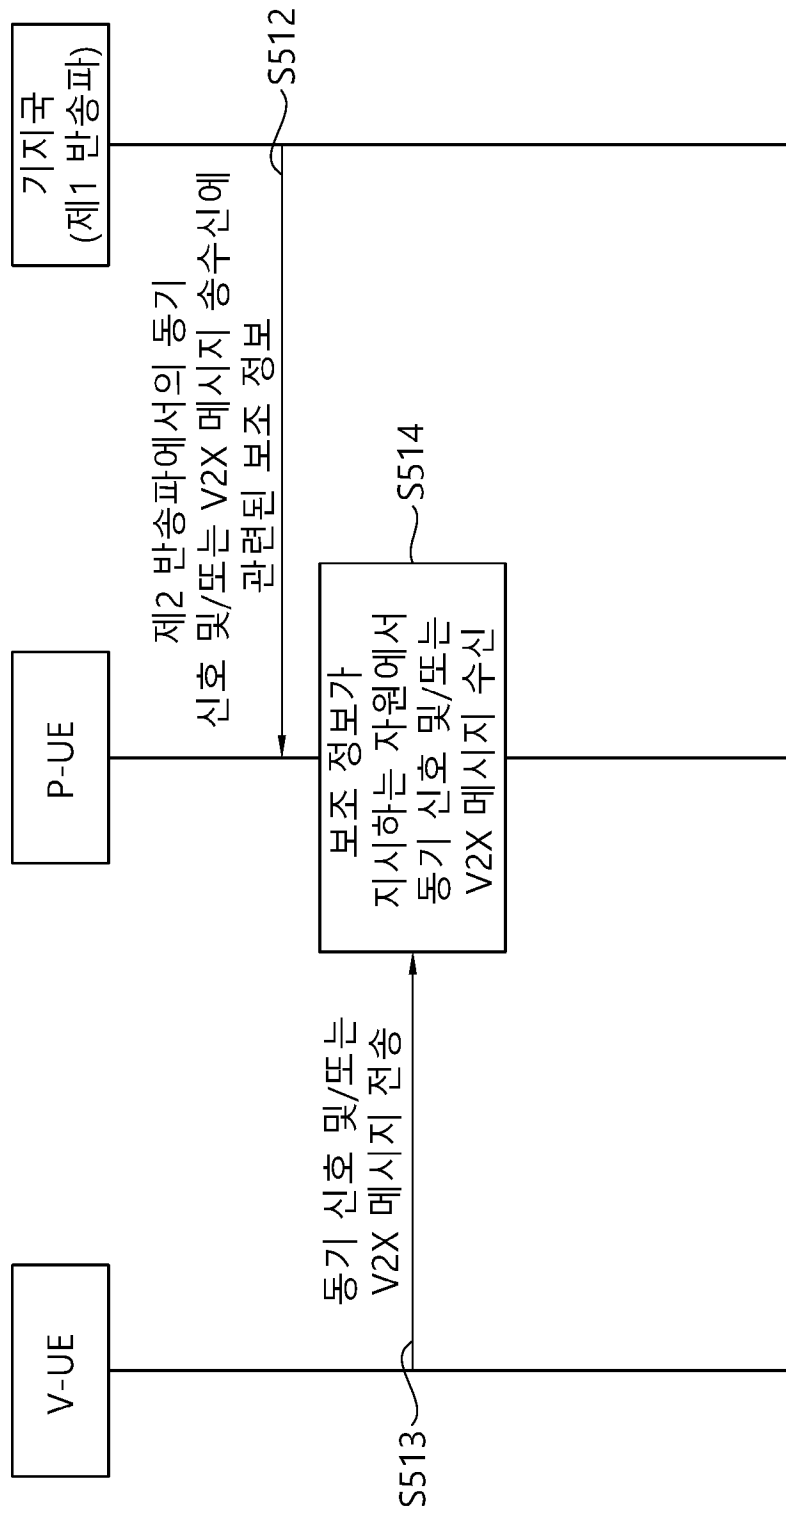 V-UE
P-UE
기지국
(제1 반송파)
제2 반송파에서의 동기
신호 및/또는 V2X 메시지 송수신에
관련된 보조 정보
S512
동기 신호 및/또는
V2X 메시지 전송
S513
보조 정보가
지시하는 자원에서
동기 신호 및/또는
V2X 메시지 수신
S514